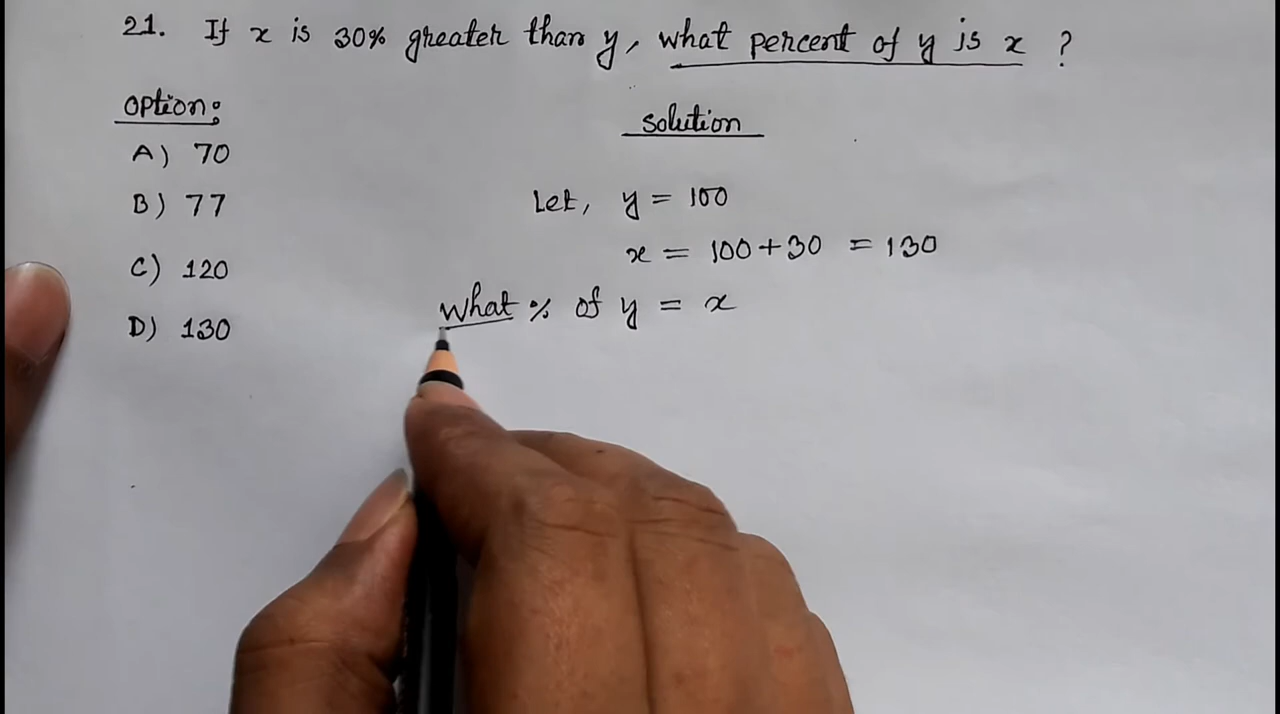 21. If x is 30% greater than y, what percent of y is x ?
Option:
A) 70
B) 77
C) 120
D) 130
Solution
Let, y = 100
x = 100+30 = 130
What % of y = x